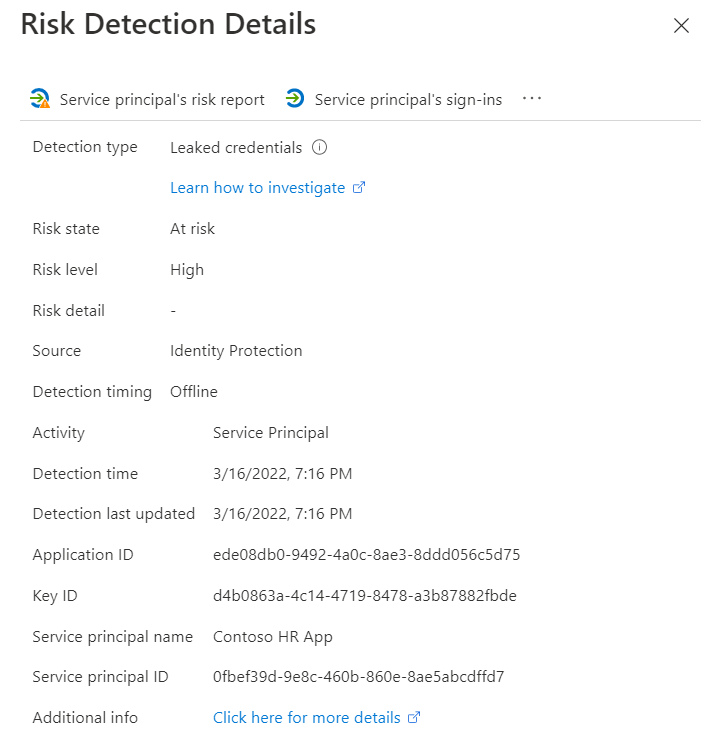 Risk Detection Details
Service principal's risk report Service principal's sign-ins ...
Detection type Leaked credentials
Learn how to investigate
Risk state At risk
Risk level High
Risk detail -
Source Identity Protection
Detection timing Offline
Activity Service Principal
Detection time 3/16/2022, 7:16 PM
Detection last updated 3/16/2022, 7:16 PM
Application ID ede08db0-9492-4a0c-8ae3-8ddd056c5d75
Key ID d4b0863a-4c14-4719-8478-a3b87882fbde
Service principal name Contoso HR App
Service principal ID 0fbef39d-9e8c-460b-860e-8ae5abcdffd7
Additional info Click here for more details